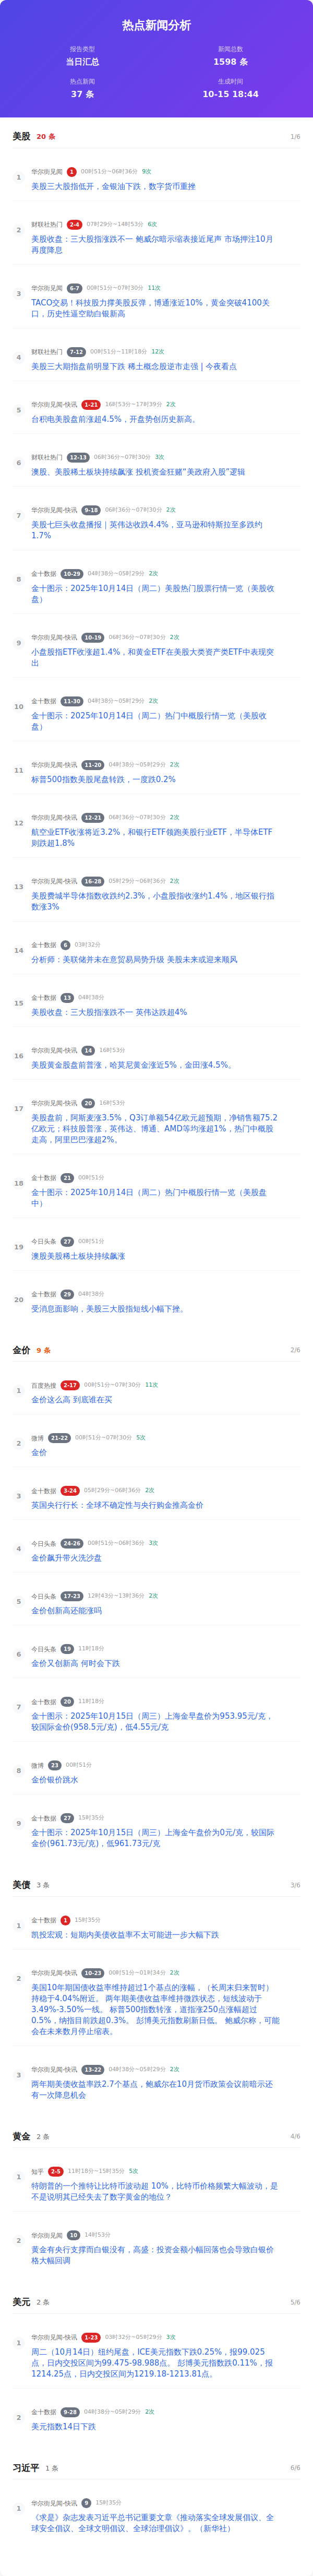 热点新闻分析
报告类型
新闻总数
当日汇总
1598 条
热点新闻
生成时间
37 条
10-15 18:44
美股 20 条 1/6
1
华尔街见闻 1 00时51分~06时36分 9次
美股三大股指低开，金银油下跌，数字货币重挫
2
财联社热门 2-4 07时29分~14时53分 6次
美股收盘：三大股指涨跌不一 鲍威尔暗示缩表接近尾声 市场押注10月
再度降息
3
华尔街见闻 6-7 00时51分~07时30分 11次
TACO交易！科技股力撑美股反弹，博通涨近10%，黄金突破4100关
口，历史性逼空助白银新高
4
财联社热门 7-12 00时51分~11时18分 12次
美股三大期指盘前明显下跌 稀土概念股逆市走强 | 今夜看点
5
华尔街见闻-快讯 1-21 16时53分~17时39分 2次
台积电美股盘前涨超4.5%，开盘势创历史新高。
6
财联社热门 12-13 06时36分~07时30分 3次
澳股、美股稀土板块持续飙涨 投机资金狂赌“美政府入股”逻辑
7
华尔街见闻-快讯 9-18 06时36分~07时30分 2次
美股七巨头收盘播报｜英伟达收跌4.4%，亚马逊和特斯拉至多跌约
1.7%
8
金十数据 10-29 04时38分~05时29分 2次
金十图示：2025年10月14日（周二）美股热门股票行情一览（美股收
盘）
9
华尔街见闻-快讯 10-19 06时36分~07时30分 2次
小盘股指ETF收涨超1.4%，和黄金ETF在美股大类资产类ETF中表现突
出
10
金十数据 11-30 04时38分~05时29分 2次
金十图示：2025年10月14日（周二）热门中概股行情一览（美股收
盘）
11
华尔街见闻-快讯 11-20 04时38分~05时29分 2次
标普500指数美股尾盘转跌，一度跌0.2%
12
华尔街见闻-快讯 12-21 06时36分~07时30分 2次
航空业ETF收涨将近3.2%，和银行ETF领跑美股行业ETF，半导体ETF
则跌超1.8%
13
华尔街见闻-快讯 16-28 05时29分~06时36分 2次
美股费城半导体指数收跌约2.3%，小盘股指收涨约1.4%，地区银行指
数涨3%
14
金十数据 6 03时32分
分析师：美联储并未在意贸易局势升级 美股未来或迎来顺风
15
金十数据 13 04时38分
美股收盘：三大股指涨跌不一 英伟达跌超4%
16
华尔街见闻-快讯 14 16时53分
美股黄金股盘前普涨，哈莫尼黄金涨近5%，金田涨4.5%。
17
华尔街见闻-快讯 20 16时53分
美股盘前，阿斯麦涨3.5%，Q3订单额54亿欧元超预期，净销售额75.2
亿欧元；科技股普涨，英伟达、博通、AMD等均涨超1%，热门中概股
走高，阿里巴巴涨超2%。
18
金十数据 21 00时51分
金十图示：2025年10月14日（周二）热门中概股行情一览（美股盘
中）
19
今日头条 27 00时51分
澳股美股稀土板块持续飙涨
20
金十数据 29 04时38分
受消息面影响，美股三大股指短线小幅下挫。
金价 9 条 2/6
1
百度热搜 2-17 00时51分~07时30分 11次
金价这么高 到底谁在买
2
微博 21-22 00时51分~07时30分 5次
金价
3
金十数据 3-24 05时29分~06时36分 2次
英国央行行长：全球不确定性与央行购金推高金价
4
今日头条 24-26 00时51分~06时36分 3次
金价飙升带火洗沙盘
5
今日头条 17-23 12时43分~13时36分 2次
金价创新高还能涨吗
6
今日头条 19 11时18分
金价又创新高 何时会下跌
7
金十数据 20 11时18分
金十图示：2025年10月15日（周三）上海金早盘价为953.95元/克，
较国际金价(958.5元/克)，低4.55元/克
8
微博 23 00时51分
金价银价跳水
9
金十数据 27 15时35分
金十图示：2025年10月15日（周三）上海金午盘价为0元/克，较国际
金价(961.73元/克)，低961.73元/克
美债 3 条 3/6
1
金十数据 1 15时35分
凯投宏观：短期内美债收益率不太可能进一步大幅下跌
2
华尔街见闻-快讯 10-23 00时51分~01时34分 2次
美国10年期国债收益率维持超过1个基点的涨幅，（长周末归来暂时）
持稳于4.04%附近。 两年期美债收益率维持微跌状态，短线波动于
3.49%-3.50%一线。 标普500指数转涨，道指涨250点涨幅超过
0.5%，纳指目前跌超0.3%。 彭博美元指数刷新日低。 鲍威尔称，可能
会在未来数月停止缩表。
3
华尔街见闻-快讯 13-22 04时38分~05时29分 2次
两年期美债收益率跌2.7个基点，鲍威尔在10月货币政策会议前暗示还
有一次降息机会
黄金 2 条 4/6
1
知乎 2-5 11时18分~15时35分 5次
特朗普的一个推特让比特币波动超 10%，比特币价格频繁大幅波动，是
不是说明其已经失去了数字黄金的地位？
2
华尔街见闻 10 14时53分
黄金有央行支撑而白银没有，高盛：投资金额小幅回落也会导致白银价
格大幅回调
美元 2 条 5/6
1
华尔街见闻-快讯 1-23 03时32分~05时29分 3次
周二（10月14日）纽约尾盘，ICE美元指数下跌0.25%，报99.025
点，日内交投区间为99.475-98.988点。 彭博美元指数跌0.11%，报
1214.25点，日内交投区间为1219.18-1213.81点。
2
金十数据 9-28 04时38分~05时29分 2次
美元指数14日下跌
习近平 1 条 6/6
1
华尔街见闻-快讯 9 15时35分
《求是》杂志发表习近平总书记重要文章《推动落实全球发展倡议、全
球安全倡议、全球文明倡议、全球治理倡议》。（新华社）